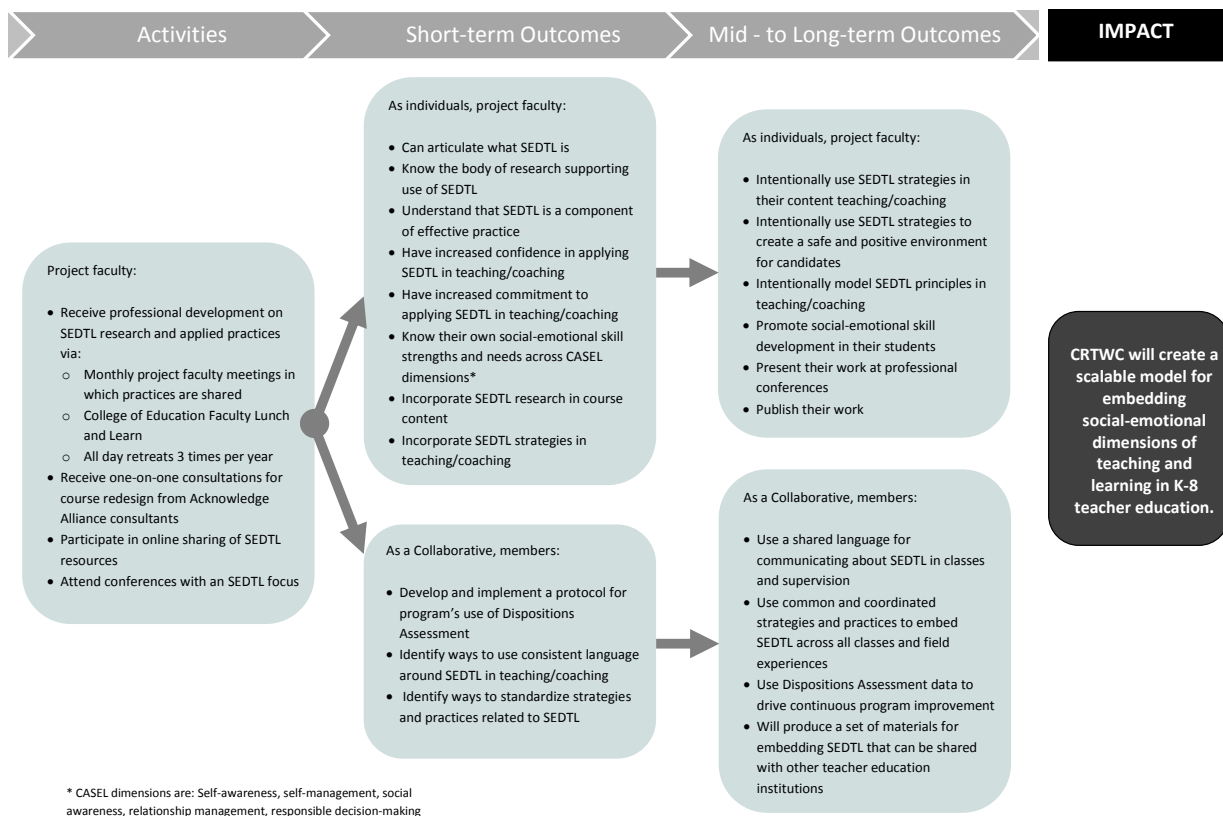 Activities
Short-term Outcomes
Mid - to Long-term Outcomes
IMPACT
Project faculty:
• Receive professional development on
SEDTL research and applied practices
via:
o Monthly project faculty meetings in
which practices are shared
o College of Education Faculty Lunch
and Learn
o All day retreats 3 times per year
• Receive one-on-one consultations for
course redesign from Acknowledge
Alliance consultants
• Participate in online sharing of SEDTL
resources
• Attend conferences with an SEDTL focus
As individuals, project faculty:
• Can articulate what SEDTL is
• Know the body of research supporting
use of SEDTL
• Understand that SEDTL is a component
of effective practice
• Have increased confidence in applying
SEDTL in teaching/coaching
• Have increased commitment to
applying SEDTL in teaching/coaching
• Know their own social-emotional skill
strengths and needs across CASEL
dimensions*
• Incorporate SEDTL research in course
content
• Incorporate SEDTL strategies in
teaching/coaching
As a Collaborative, members:
• Develop and implement a protocol for
program's use of Dispositions
Assessment
• Identify ways to use consistent language
around SEDTL in teaching/coaching
• Identify ways to standardize strategies
and practices related to SEDTL
As individuals, project faculty:
• Intentionally use SEDTL strategies in
their content teaching/coaching
• Intentionally use SEDTL strategies to
create a safe and positive environment
for candidates
• Intentionally model SEDTL principles in
teaching/coaching
• Promote social-emotional skill
development in their students
• Present their work at professional
conferences
• Publish their work
As a Collaborative, members:
• Use a shared language for
communicating about SEDTL in classes
and supervision
• Use common and coordinated
strategies and practices to embed
SEDTL across all classes and field
experiences
• Use Dispositions Assessment data to
drive continuous program improvement
• Will produce a set of materials for
embedding SEDTL that can be shared
with other teacher education
institutions
CRTWC will create a
scalable model for
embedding
social-emotional
dimensions of
teaching and
learning in K-8
teacher education.
* CASEL dimensions are: Self-awareness, self-management, social
awareness, relationship management, responsible decision-making